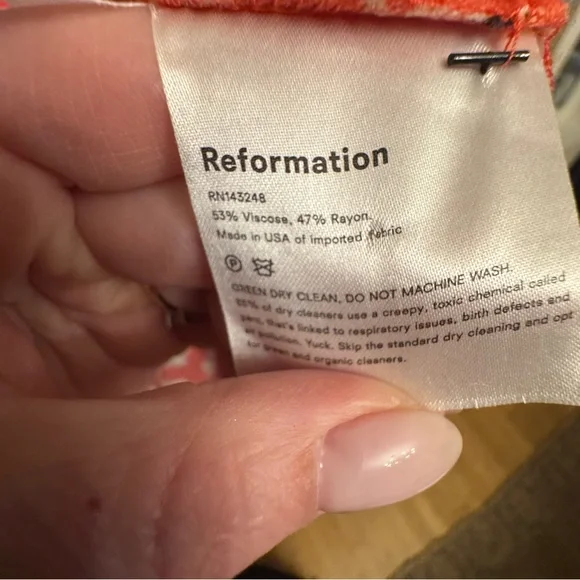 Reformation
RN143248
53% Viscose, 47% Rayon.
Made in USA of imported fabric
P
GREEN DRY CLEAN, DO NOT MACHINE WASH.
85% of dry cleaners use a creepy, toxic chemical called
perc, that's linked to respiratory issues, birth defects and
air pollution. Yuck. Skip the standard dry cleaning and opt
for green and organic cleaners.